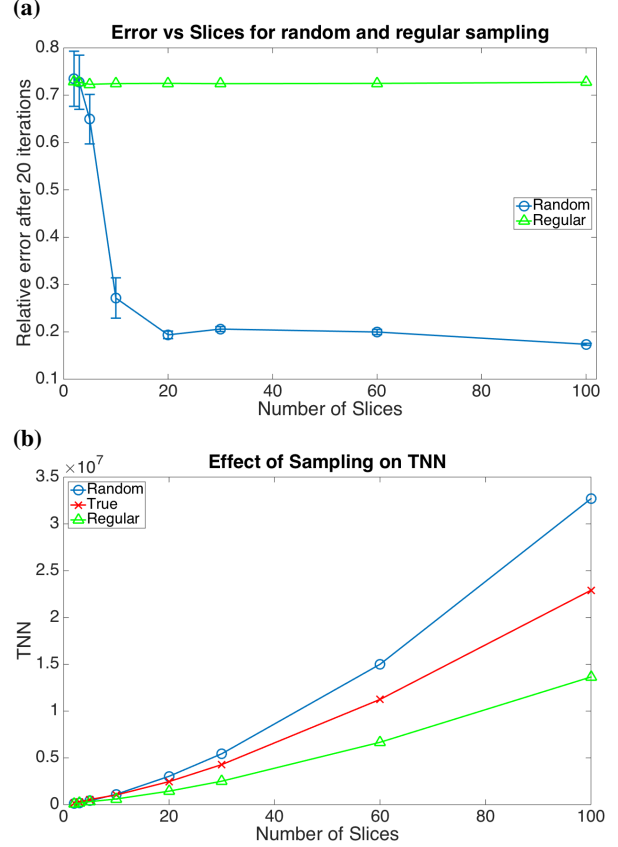 (a)
Error vs Slices for random and regular sampling
0.8
0.7
0.6
0.5
0.4
0.3
0.2
0.1
Relative error after 20 iterations
Random
Regular
0
20
40
60
80
100
Number of Slices
(b)
Effect of Sampling on TNN
×10⁷
3.5
3
2.5
2
1.5
1
0.5
0
TNN
Random
True
Regular
0
20
40
60
80
100
Number of Slices